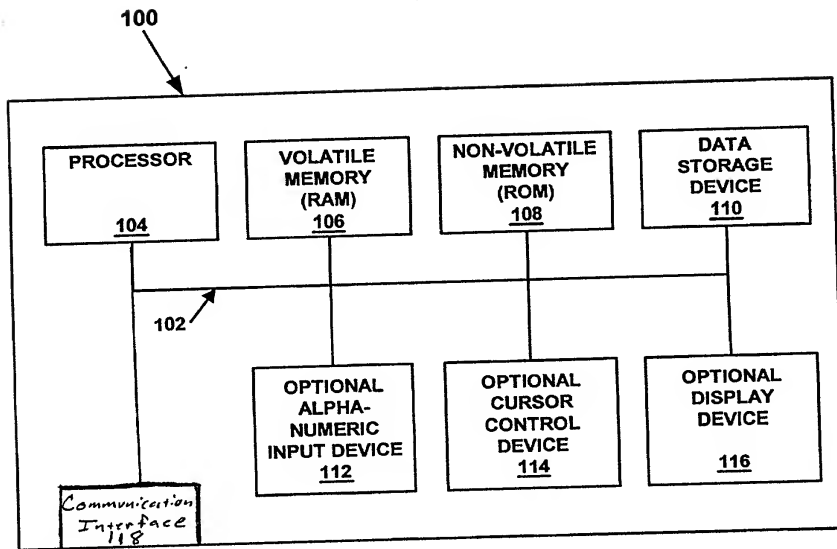 100
PROCESSOR
104
VOLATILE
MEMORY
(RAM)
106
NON-VOLATILE
MEMORY
(ROM)
108
DATA
STORAGE
DEVICE
110
102
OPTIONAL
ALPHA-
NUMERIC
INPUT DEVICE
112
OPTIONAL
CURSOR
CONTROL
DEVICE
114
OPTIONAL
DISPLAY
DEVICE
116
Communication
Interface
118